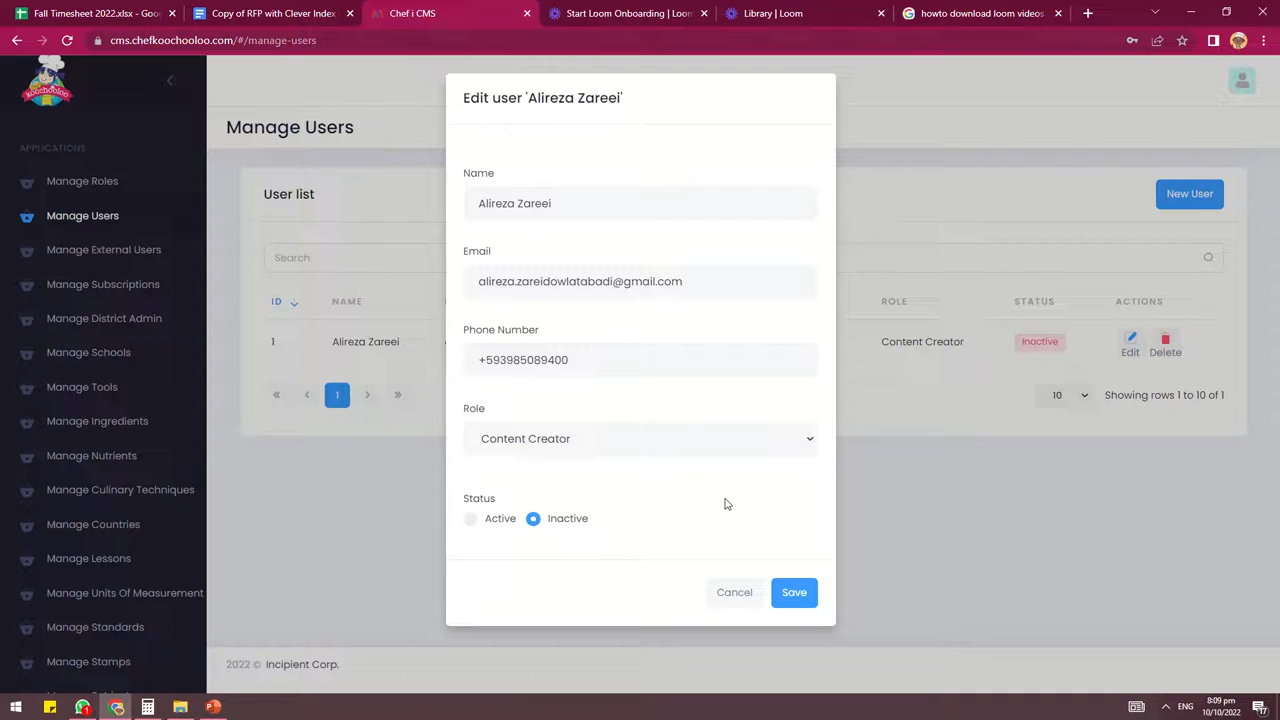 Fall Timesheet 2022.xlsx - Goo
Copy of RFP with Clever Index
Chef i CMS
Start Loom Onboarding | Loom
Library | Loom
howto download loom videos
cms.chefkoochooloo.com/#/manage-users
KOOCHOOLOO
Edit user 'Alireza Zareei'
Manage Users
APPLICATIONS
Name
Manage Roles
User list
New User
Alireza Zareei
Manage Users
Manage External Users
Email
Search
Manage Subscriptions
alireza.zareidowlatabadi@gmail.com
ID
NAME
ROLE
STATUS
ACTIONS
Manage District Admin
Phone Number
1
Alireza Zareei
Content Creator
Inactive
Edit
Delete
Manage Schools
+593985089400
Manage Tools
«
‹
1
›
»
10
Showing rows 1 to 10 of 1
Role
Manage Ingredients
Content Creator
Manage Nutrients
Manage Culinary Techniques
Status
Active
Inactive
Manage Countries
Manage Lessons
Manage Units Of Measurement
Cancel
Save
Manage Standards
Manage Stamps
2022 © Incipient Corp.
1
ENG
8:09 pm
10/10/2022
17